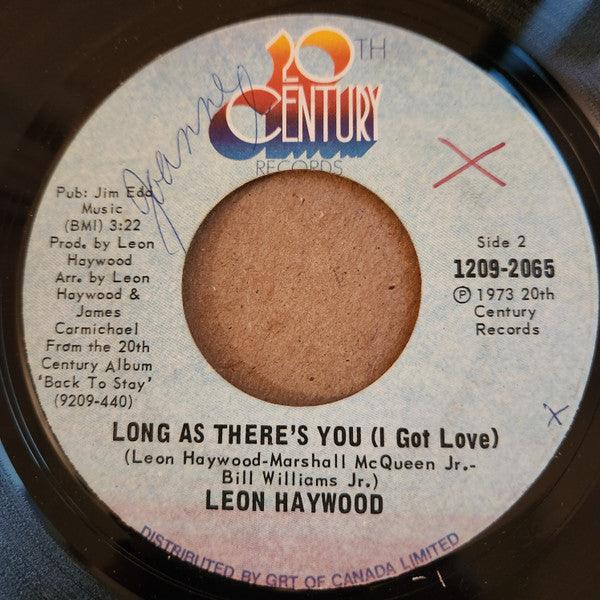 20TH
CENTURY
RECORDS
Joanne
Pub: Jim Edd
Music
(BMI) 3:22
Prod. by Leon
Haywood
Arr. by Leon
Haywood &
James
Carmichael
From the 20th
Century Album
'Back To Stay'
(9209-440)
X
Side 2
1209-2065
Ⓟ 1973 20th
Century
Records
X
LONG AS THERE'S YOU (I Got Love)
(Leon Haywood-Marshall McQueen Jr.-
Bill Williams Jr.)
LEON HAYWOOD
DISTRIBUTED BY GRT OF CANADA LIMITED